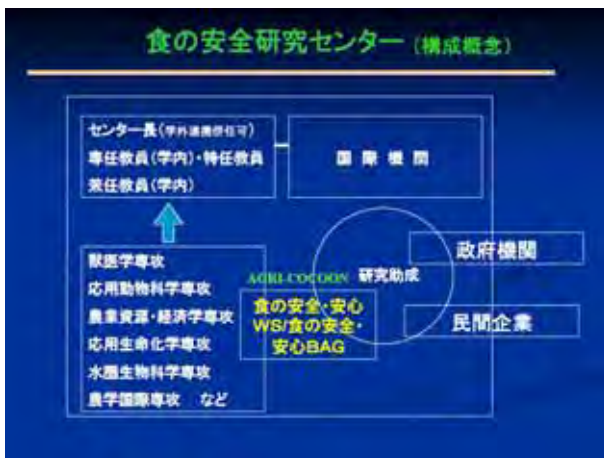 食の安全研究センター(構成概念)
センター長(学外連携併任可)
専任教員(学内)・特任教員
兼任教員(学内)
国際機関
獣医学専攻
応用動物科学専攻
農業資源・経済学専攻
応用生命化学専攻
水圏生物科学専攻
農学国際専攻 など
AGRI-COCOON 研究助成
食の安全・安心
WS/食の安全・
安心BAG
政府機関
民間企業